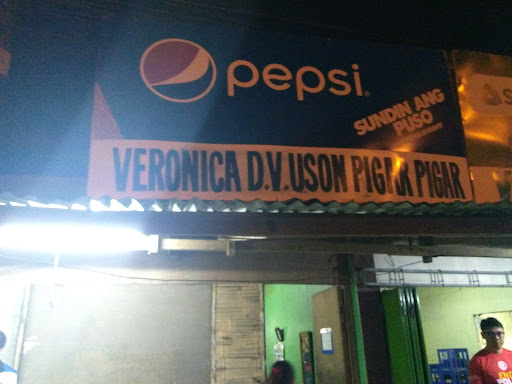 pepsi
SUNDIN ANG
PUSO
VERONICA D.V. USON PIGAR PIGAR